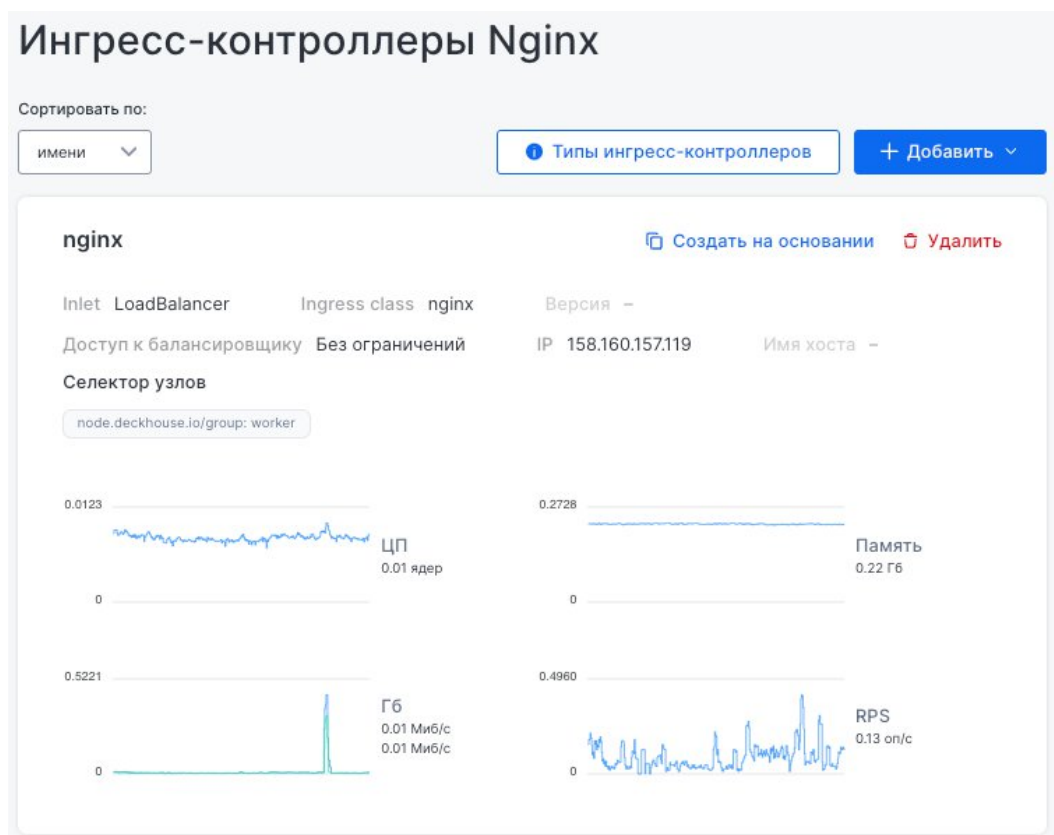 Ингресс-контроллеры Nginx
Сортировать по:
имени
Типы ингресс-контроллеров
Добавить
nginx
Создать на основании
Удалить
Inlet LoadBalancer Ingress class nginx Версия –
Доступ к балансировщику Без ограничений IP 158.160.157.119 Имя хоста –
Селектор узлов
node.deckhouse.io/group: worker
0.0123
0
ЦП
0.01 ядер
0.2728
0
Память
0.22 Гб
0.5221
0
Гб
0.01 Миб/с
0.01 Миб/с
0.4960
0
RPS
0.13 оп/с